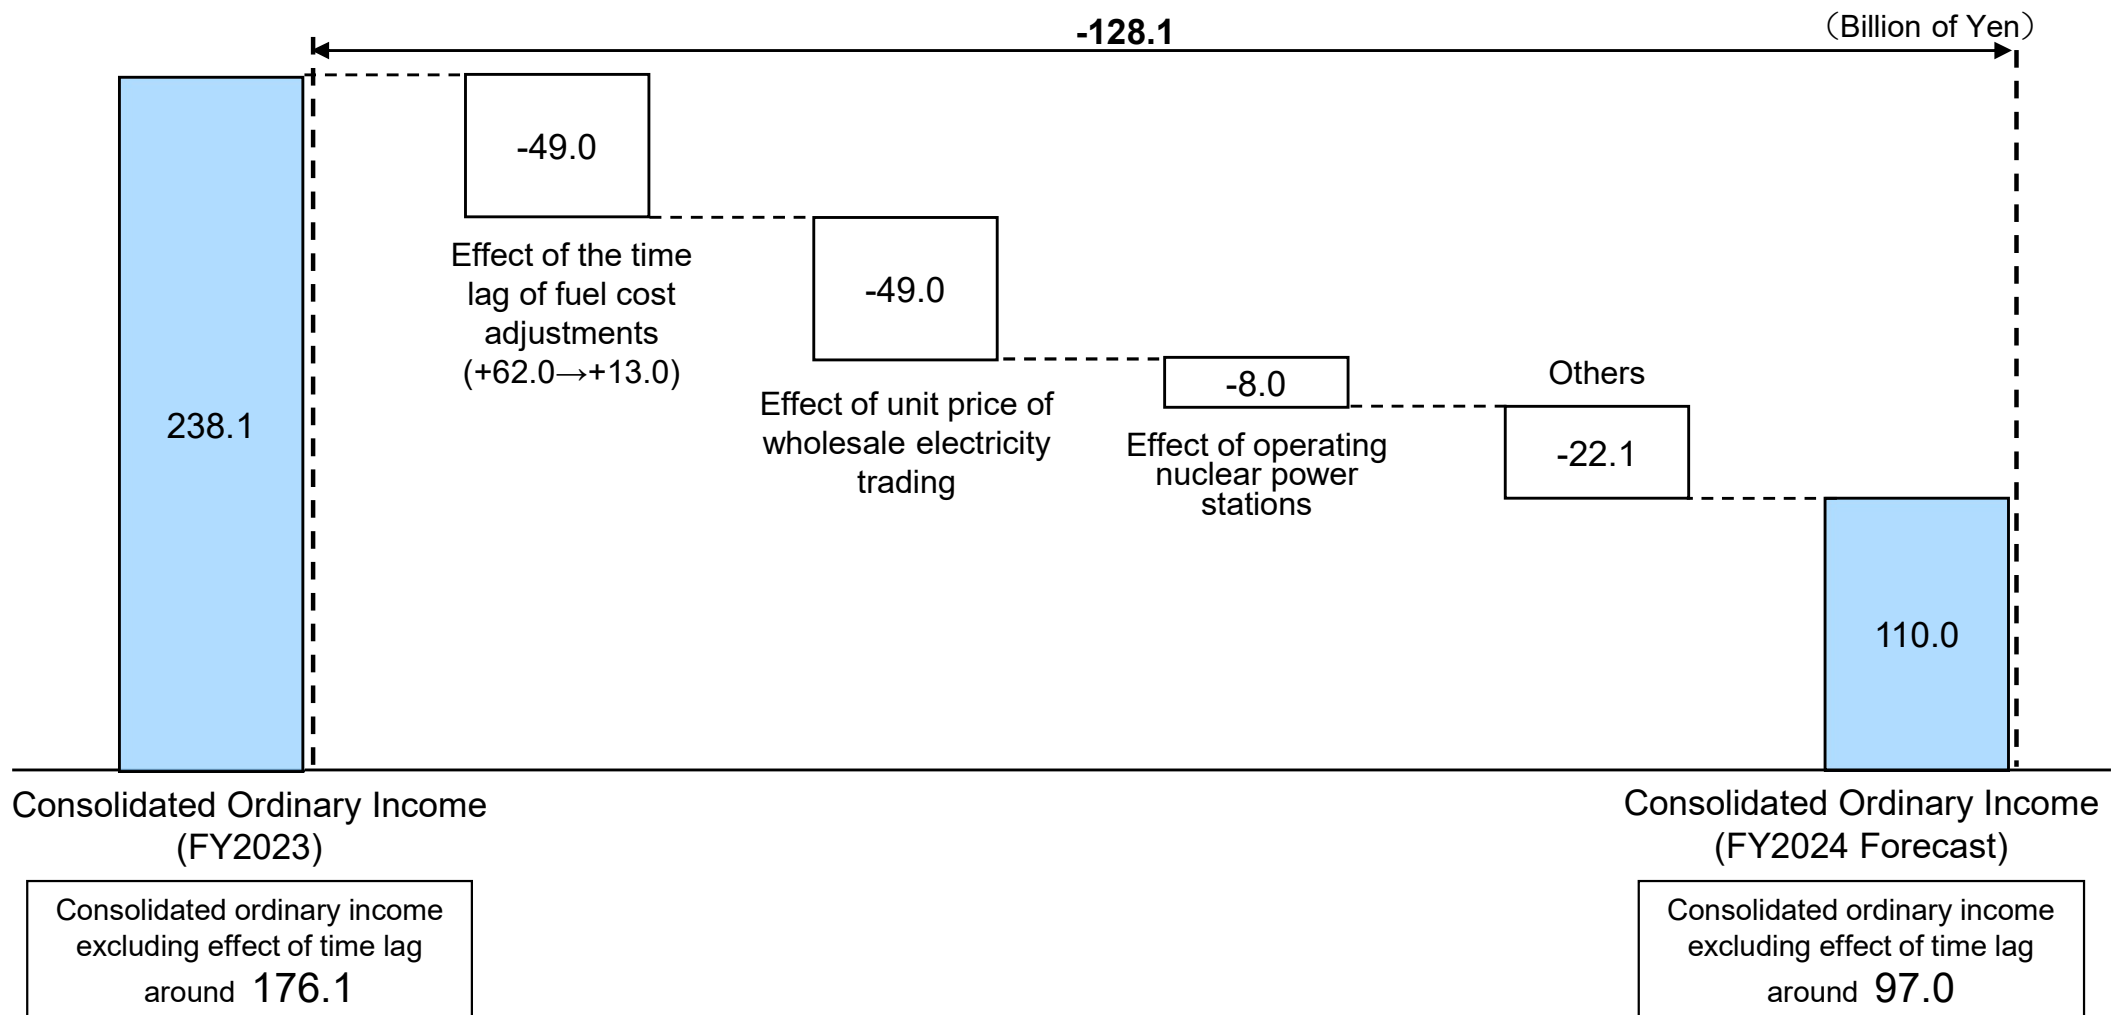 -128.1
（Billion of Yen）
-49.0
Effect of the time
lag of fuel cost
adjustments
(+62.0→+13.0)
-49.0
Effect of unit price of
wholesale electricity
trading
-8.0
Effect of operating
nuclear power
stations
Others
-22.1
238.1
110.0
Consolidated Ordinary Income
(FY2023)
Consolidated ordinary income
excluding effect of time lag
around 176.1
Consolidated Ordinary Income
(FY2024 Forecast)
Consolidated ordinary income
excluding effect of time lag
around 97.0